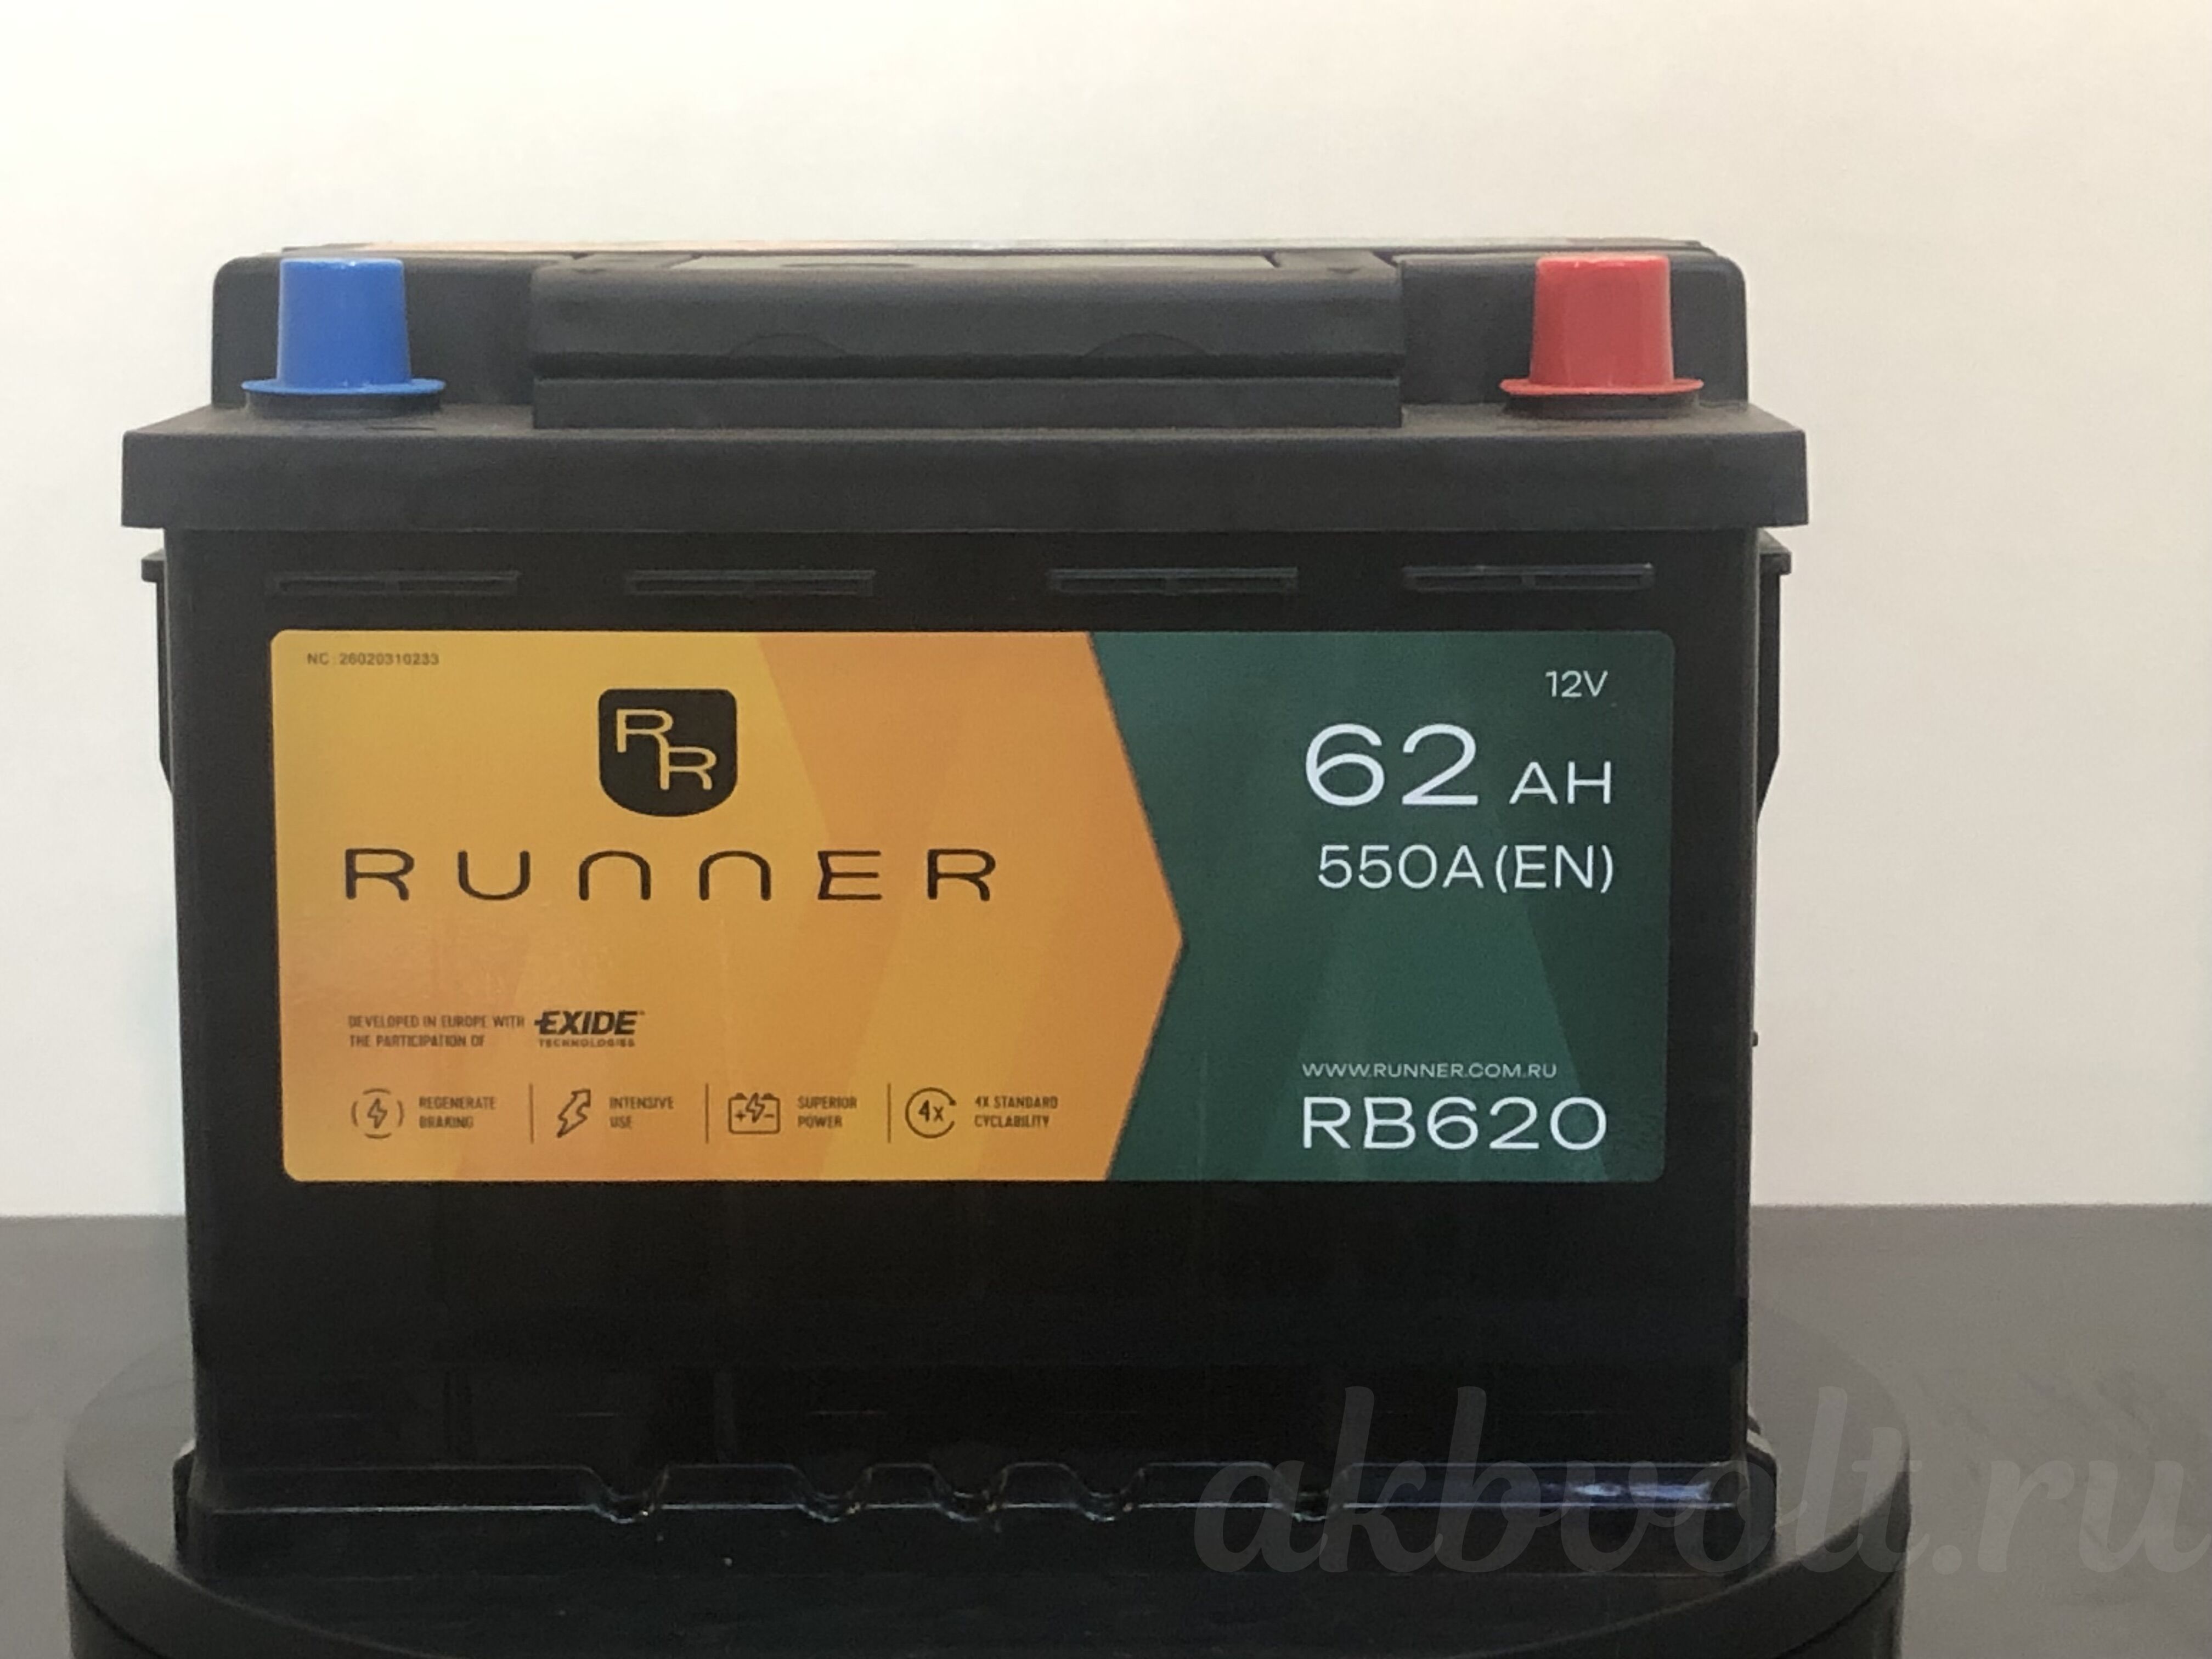 NC: 26020310233
RR
RUNNER
DEVELOPED IN EUROPE WITH
THE PARTICIPATION OF
EXIDE
TECHNOLOGIES
REGENERATE
BRAKING
INTENSIVE
USE
SUPERIOR
POWER
4x
4X STANDARD
CYCLABILITY
12V
62 AH
550A(EN)
WWW.RUNNER.COM.RU
RB620
akbvolt.ru